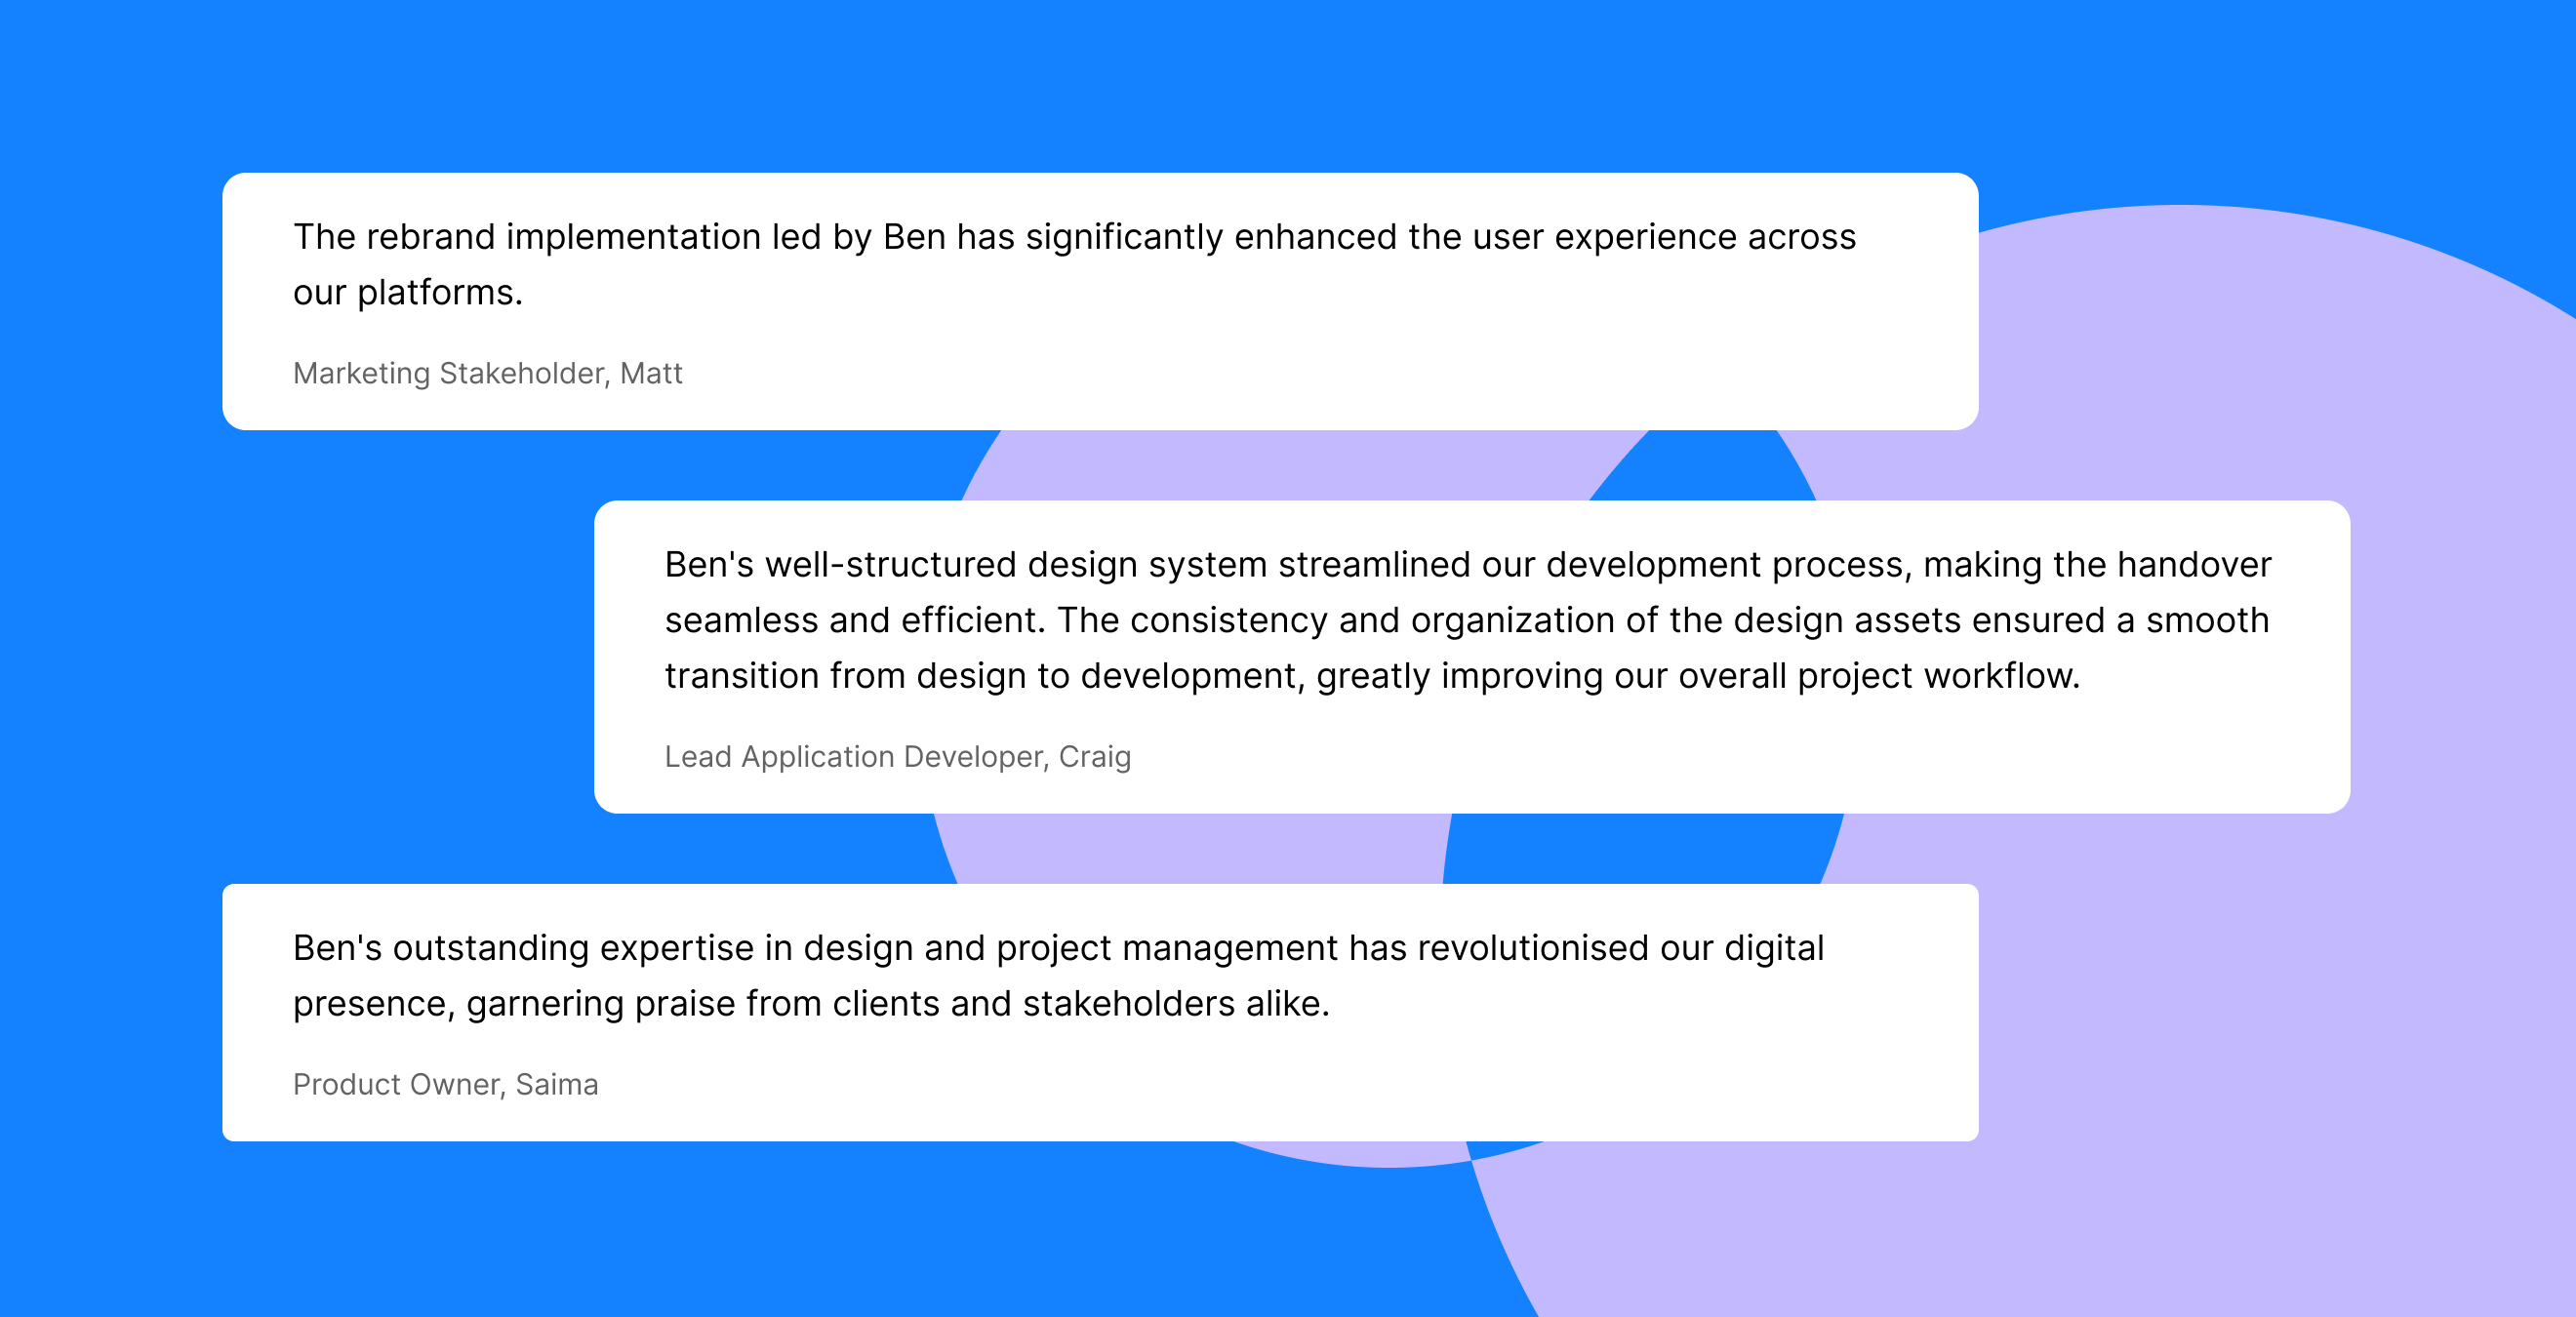 The rebrand implementation led by Ben has significantly enhanced the user experience across
our platforms.
Marketing Stakeholder, Matt
Ben's well-structured design system streamlined our development process, making the handover
seamless and efficient. The consistency and organization of the design assets ensured a smooth
transition from design to development, greatly improving our overall project workflow.
Lead Application Developer, Craig
Ben's outstanding expertise in design and project management has revolutionised our digital
presence, garnering praise from clients and stakeholders alike.
Product Owner, Saima